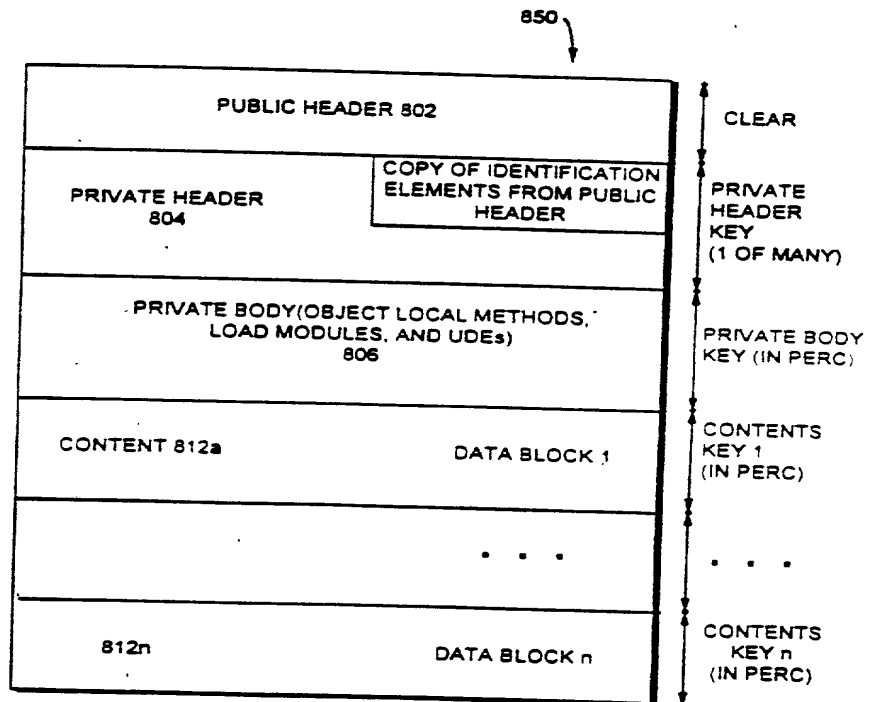 850
PUBLIC HEADER 802
CLEAR
PRIVATE HEADER
804
COPY OF IDENTIFICATION
ELEMENTS FROM PUBLIC
HEADER
PRIVATE
HEADER
KEY
(1 OF MANY)
PRIVATE BODY(OBJECT LOCAL METHODS,
LOAD MODULES, AND UDEs)
806
PRIVATE BODY
KEY (IN PERC)
CONTENT 812a
DATA BLOCK 1
CONTENTS
KEY 1
(IN PERC)
. . .
. . .
812n
DATA BLOCK n
CONTENTS
KEY n
(IN PERC)